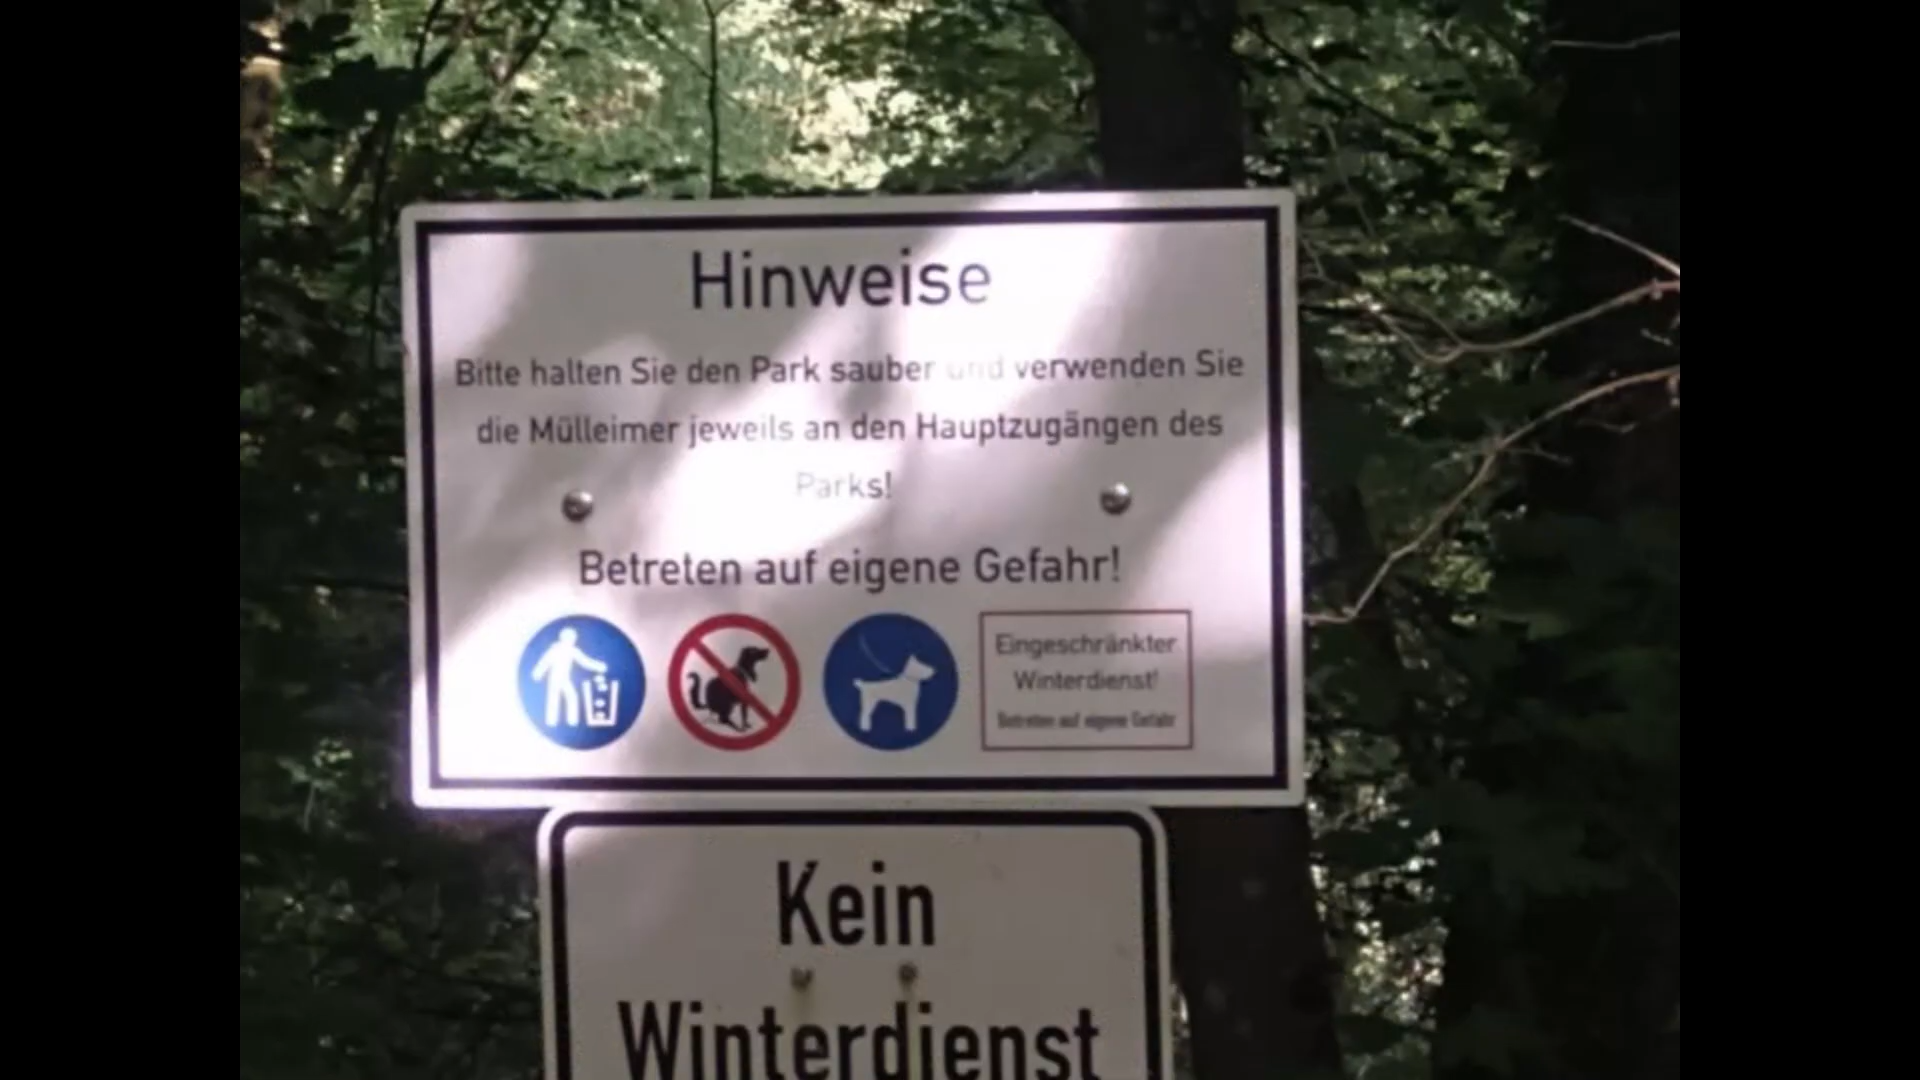 Hinweise
Bitte halten Sie den Park sauber und verwenden Sie
die Mülleimer jeweils an den Hauptzugängen des
Parks!
Betreten auf eigene Gefahr!
Eingeschränkter
Winterdienst!
Betreten auf eigene Gefahr
Kein
Winterdienst